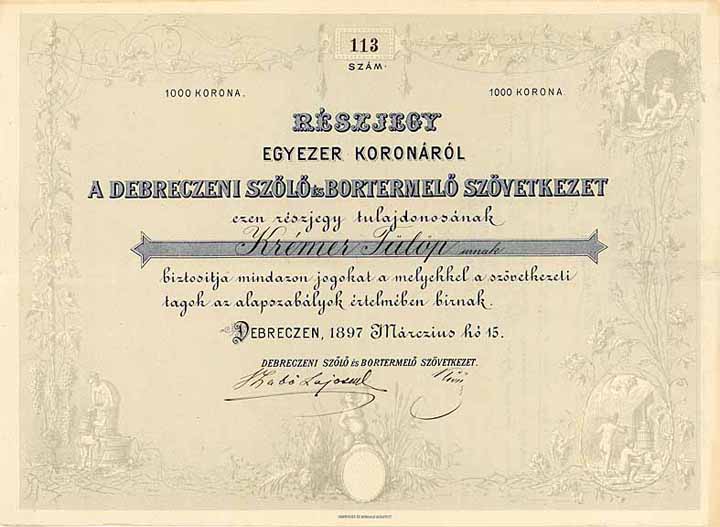 113
SZÁM.
1000 KORONA.
1000 KORONA.
RÉSZJEGY
EGYEZER KORONÁRÓL
A DEBRECZENI SZŐLŐ és BORTERMELŐ SZÖVETKEZET
ezen részjegy tulajdonosának
Krémer Fülöp urnak
biztositja mindazon jogokat a melyekkel a szövetkezeti
tagok az alapszabályok értelmében birnak.
DEBRECZEN, 1897 Márczius hó 15.
DEBRECZENI SZŐLŐ és BORTERMELŐ SZÖVETKEZET.
Szabó Lajos